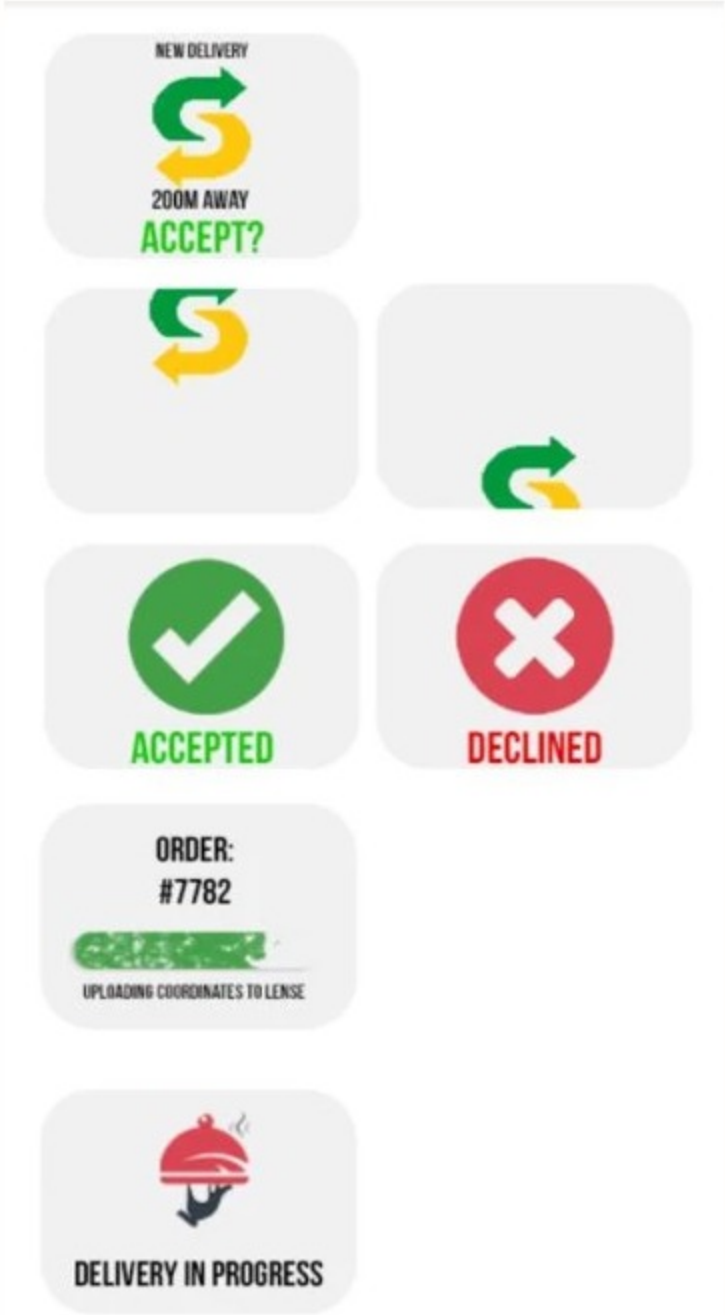 NEW DELIVERY
200M AWAY
ACCEPT?
ACCEPTED
DECLINED
ORDER:
#7782
UPLOADING COORDINATES TO LENSE
DELIVERY IN PROGRESS